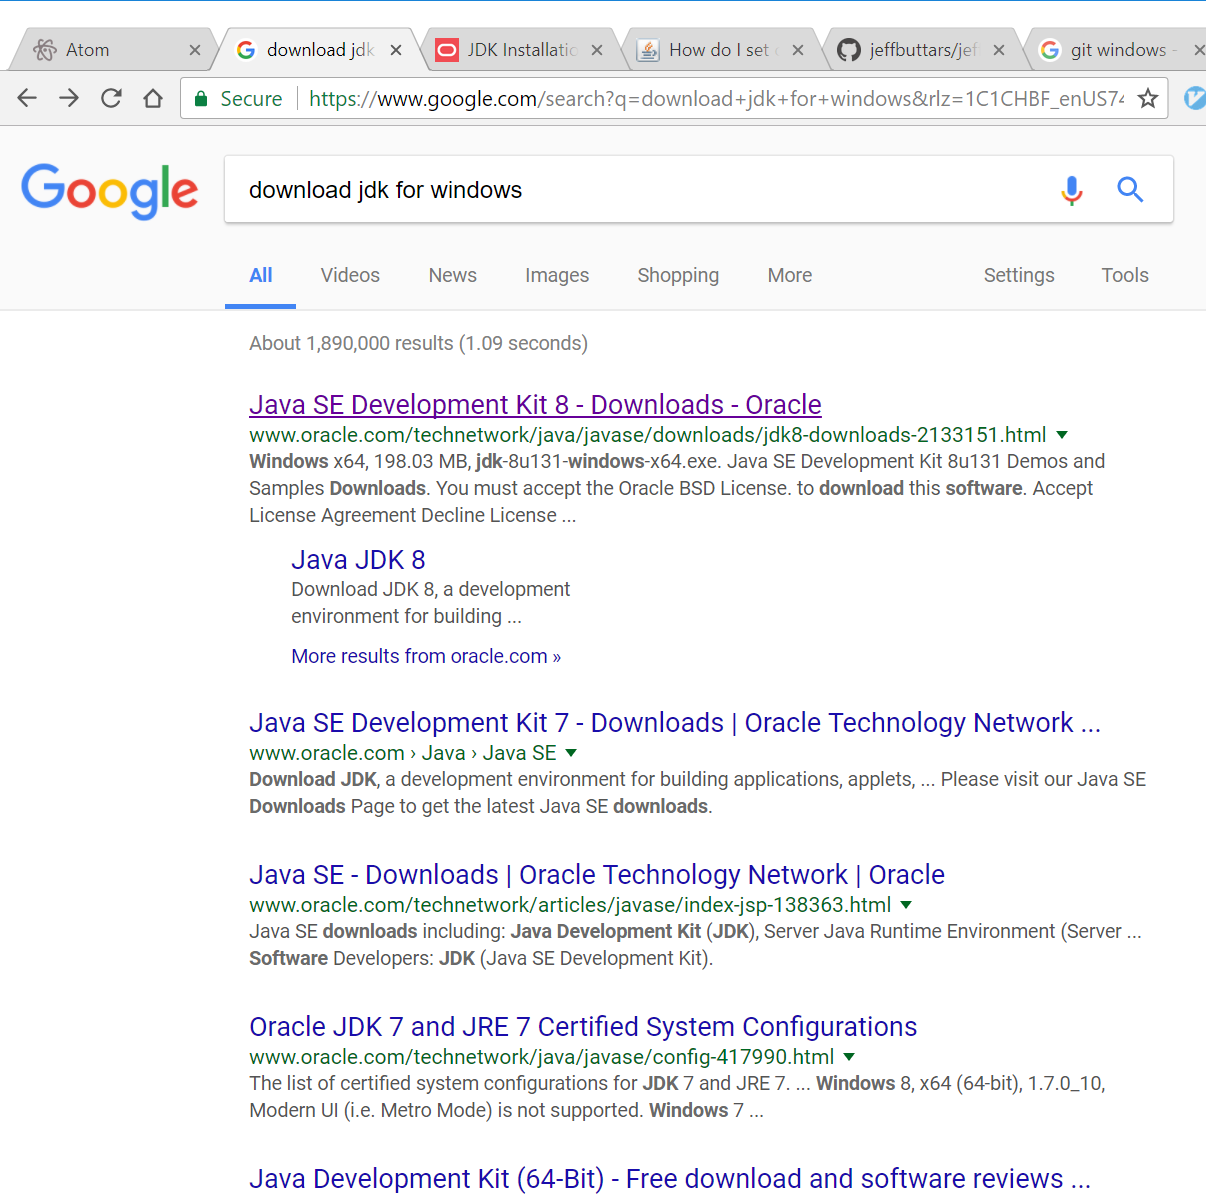 Atom
download jdk
JDK Installatio
How do I set
jeffbuttars/jef
git windows -
Secure
https://www.google.com/search?q=download+jdk+for+windows&rlz=1C1CHBF_enUS74
Google
download jdk for windows
All Videos News Images Shopping More Settings Tools
About 1,890,000 results (1.09 seconds)
Java SE Development Kit 8 - Downloads - Oracle
www.oracle.com/technetwork/java/javase/downloads/jdk8-downloads-2133151.html
Windows x64, 198.03 MB, jdk-8u131-windows-x64.exe. Java SE Development Kit 8u131 Demos and
Samples Downloads. You must accept the Oracle BSD License. to download this software. Accept
License Agreement Decline License ...
Java JDK 8
Download JDK 8, a development
environment for building ...
More results from oracle.com »
Java SE Development Kit 7 - Downloads | Oracle Technology Network ...
www.oracle.com › Java › Java SE
Download JDK, a development environment for building applications, applets, ... Please visit our Java SE
Downloads Page to get the latest Java SE downloads.
Java SE - Downloads | Oracle Technology Network | Oracle
www.oracle.com/technetwork/articles/javase/index-jsp-138363.html
Java SE downloads including: Java Development Kit (JDK), Server Java Runtime Environment (Server ...
Software Developers: JDK (Java SE Development Kit).
Oracle JDK 7 and JRE 7 Certified System Configurations
www.oracle.com/technetwork/java/javase/config-417990.html
The list of certified system configurations for JDK 7 and JRE 7. ... Windows 8, x64 (64-bit), 1.7.0_10,
Modern UI (i.e. Metro Mode) is not supported. Windows 7 ...
Java Development Kit (64-Bit) - Free download and software reviews ...